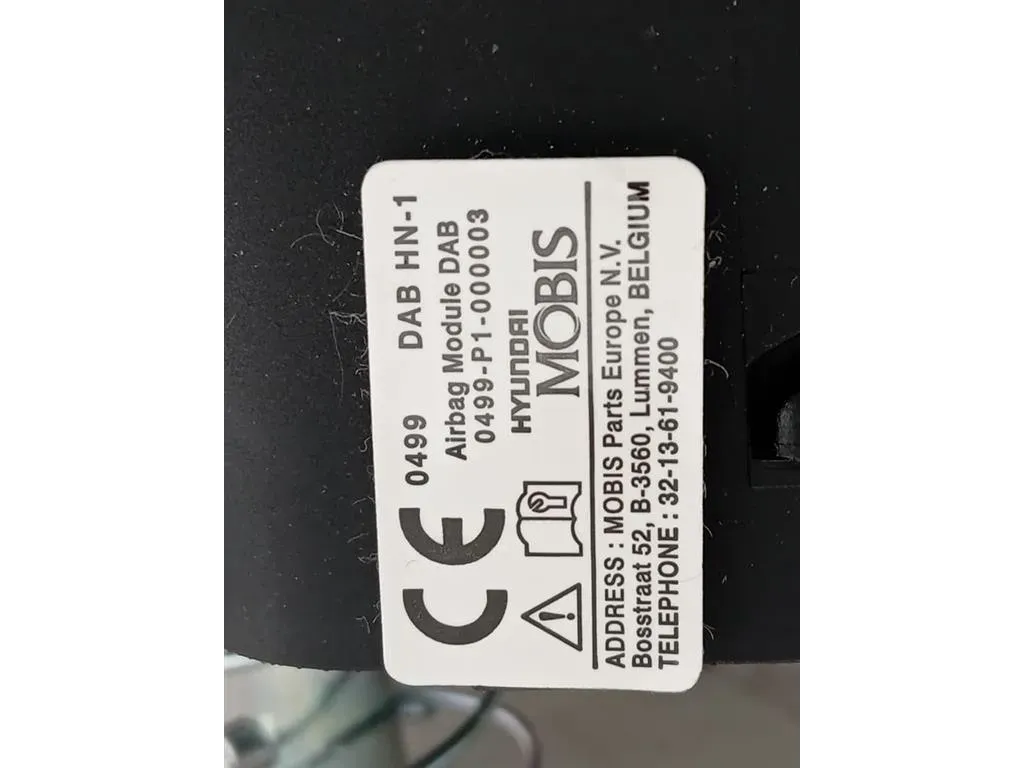 CE 0499 DAB HN-1
Airbag Module DAB
0499-P1-000003
HYUNDAI
MOBIS
ADDRESS : MOBIS Parts Europe N.V.
Bosstraat 52, B-3560, Lummen, BELGIUM
TELEPHONE : 32-13-61-9400